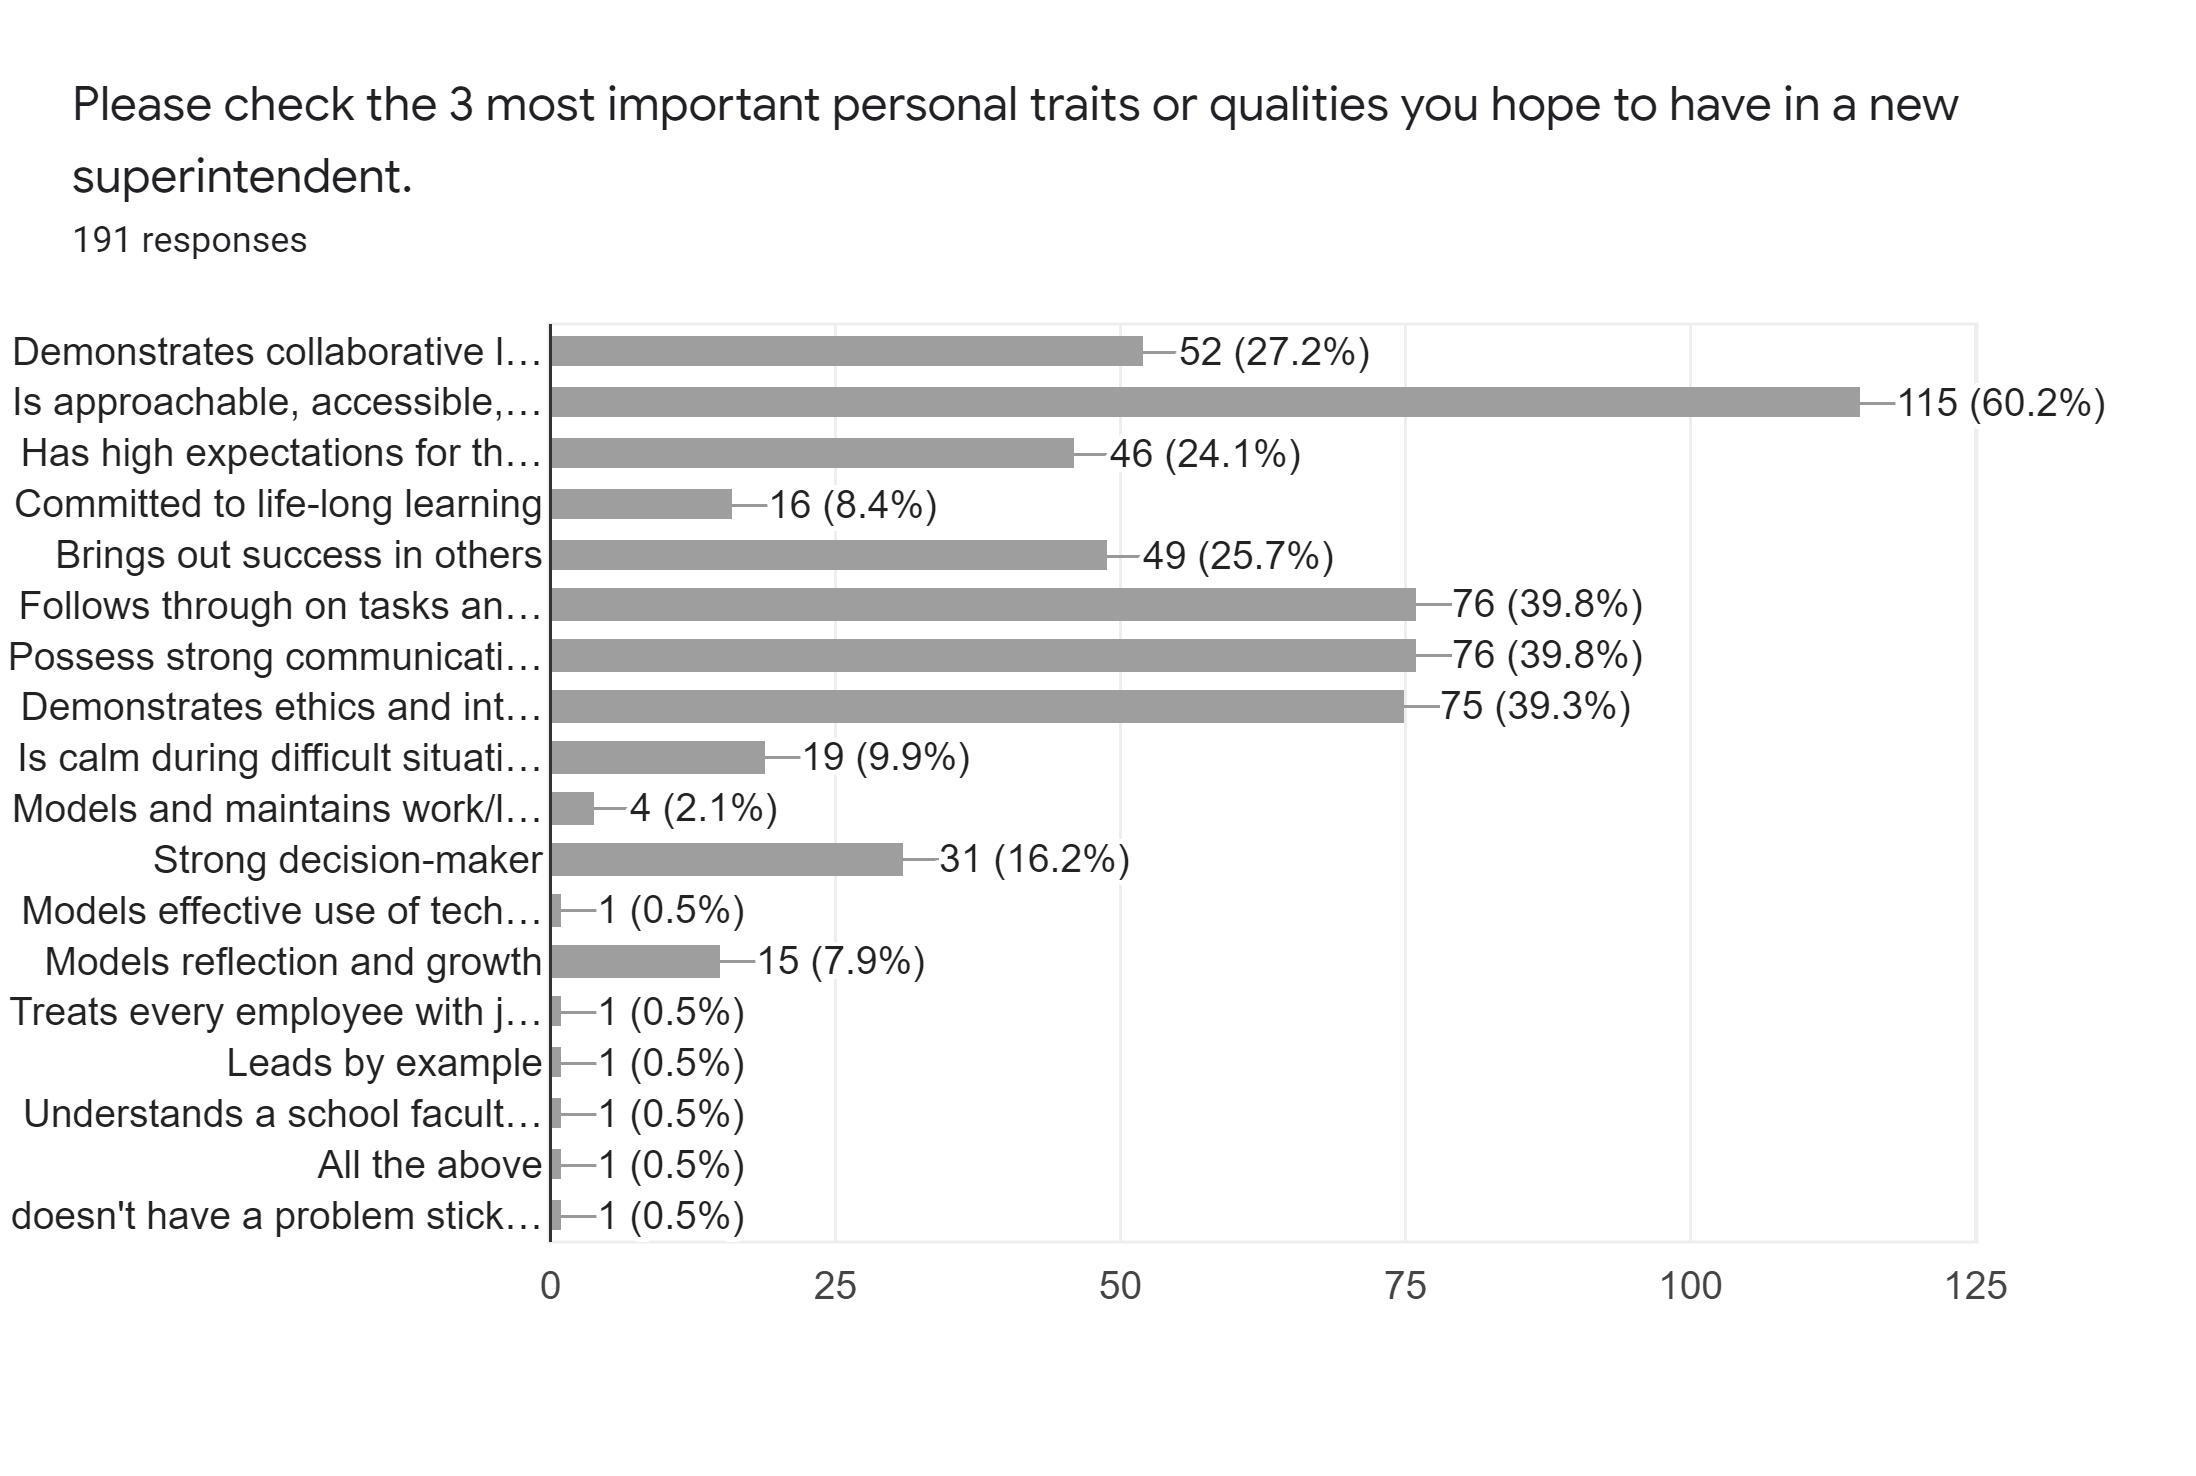 Please check the 3 most important personal traits or qualities you hope to have in a new
superintendent.
191 responses
Demonstrates collaborative l… 52 (27.2%)
Is approachable, accessible,… 115 (60.2%)
Has high expectations for th… 46 (24.1%)
Committed to life-long learning 16 (8.4%)
Brings out success in others 49 (25.7%)
Follows through on tasks an… 76 (39.8%)
Possess strong communicati… 76 (39.8%)
Demonstrates ethics and int… 75 (39.3%)
Is calm during difficult situati… 19 (9.9%)
Models and maintains work/l… 4 (2.1%)
Strong decision-maker 31 (16.2%)
Models effective use of tech… 1 (0.5%)
Models reflection and growth 15 (7.9%)
Treats every employee with j… 1 (0.5%)
Leads by example 1 (0.5%)
Understands a school facult… 1 (0.5%)
All the above 1 (0.5%)
doesn't have a problem stick… 1 (0.5%)
0 25 50 75 100 125